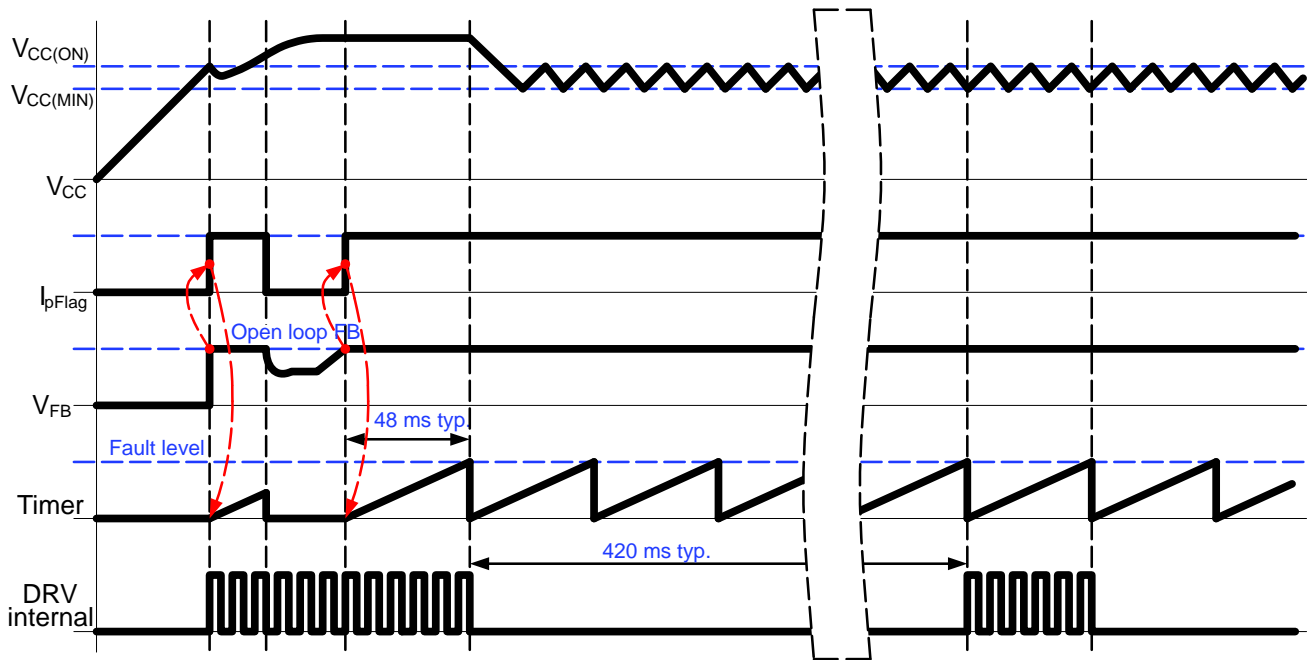 VCC(ON)
VCC(MIN)
VCC
IpFlag
Open loop FB
VFB
48 ms typ.
Fault level
Timer
420 ms typ.
DRV
internal